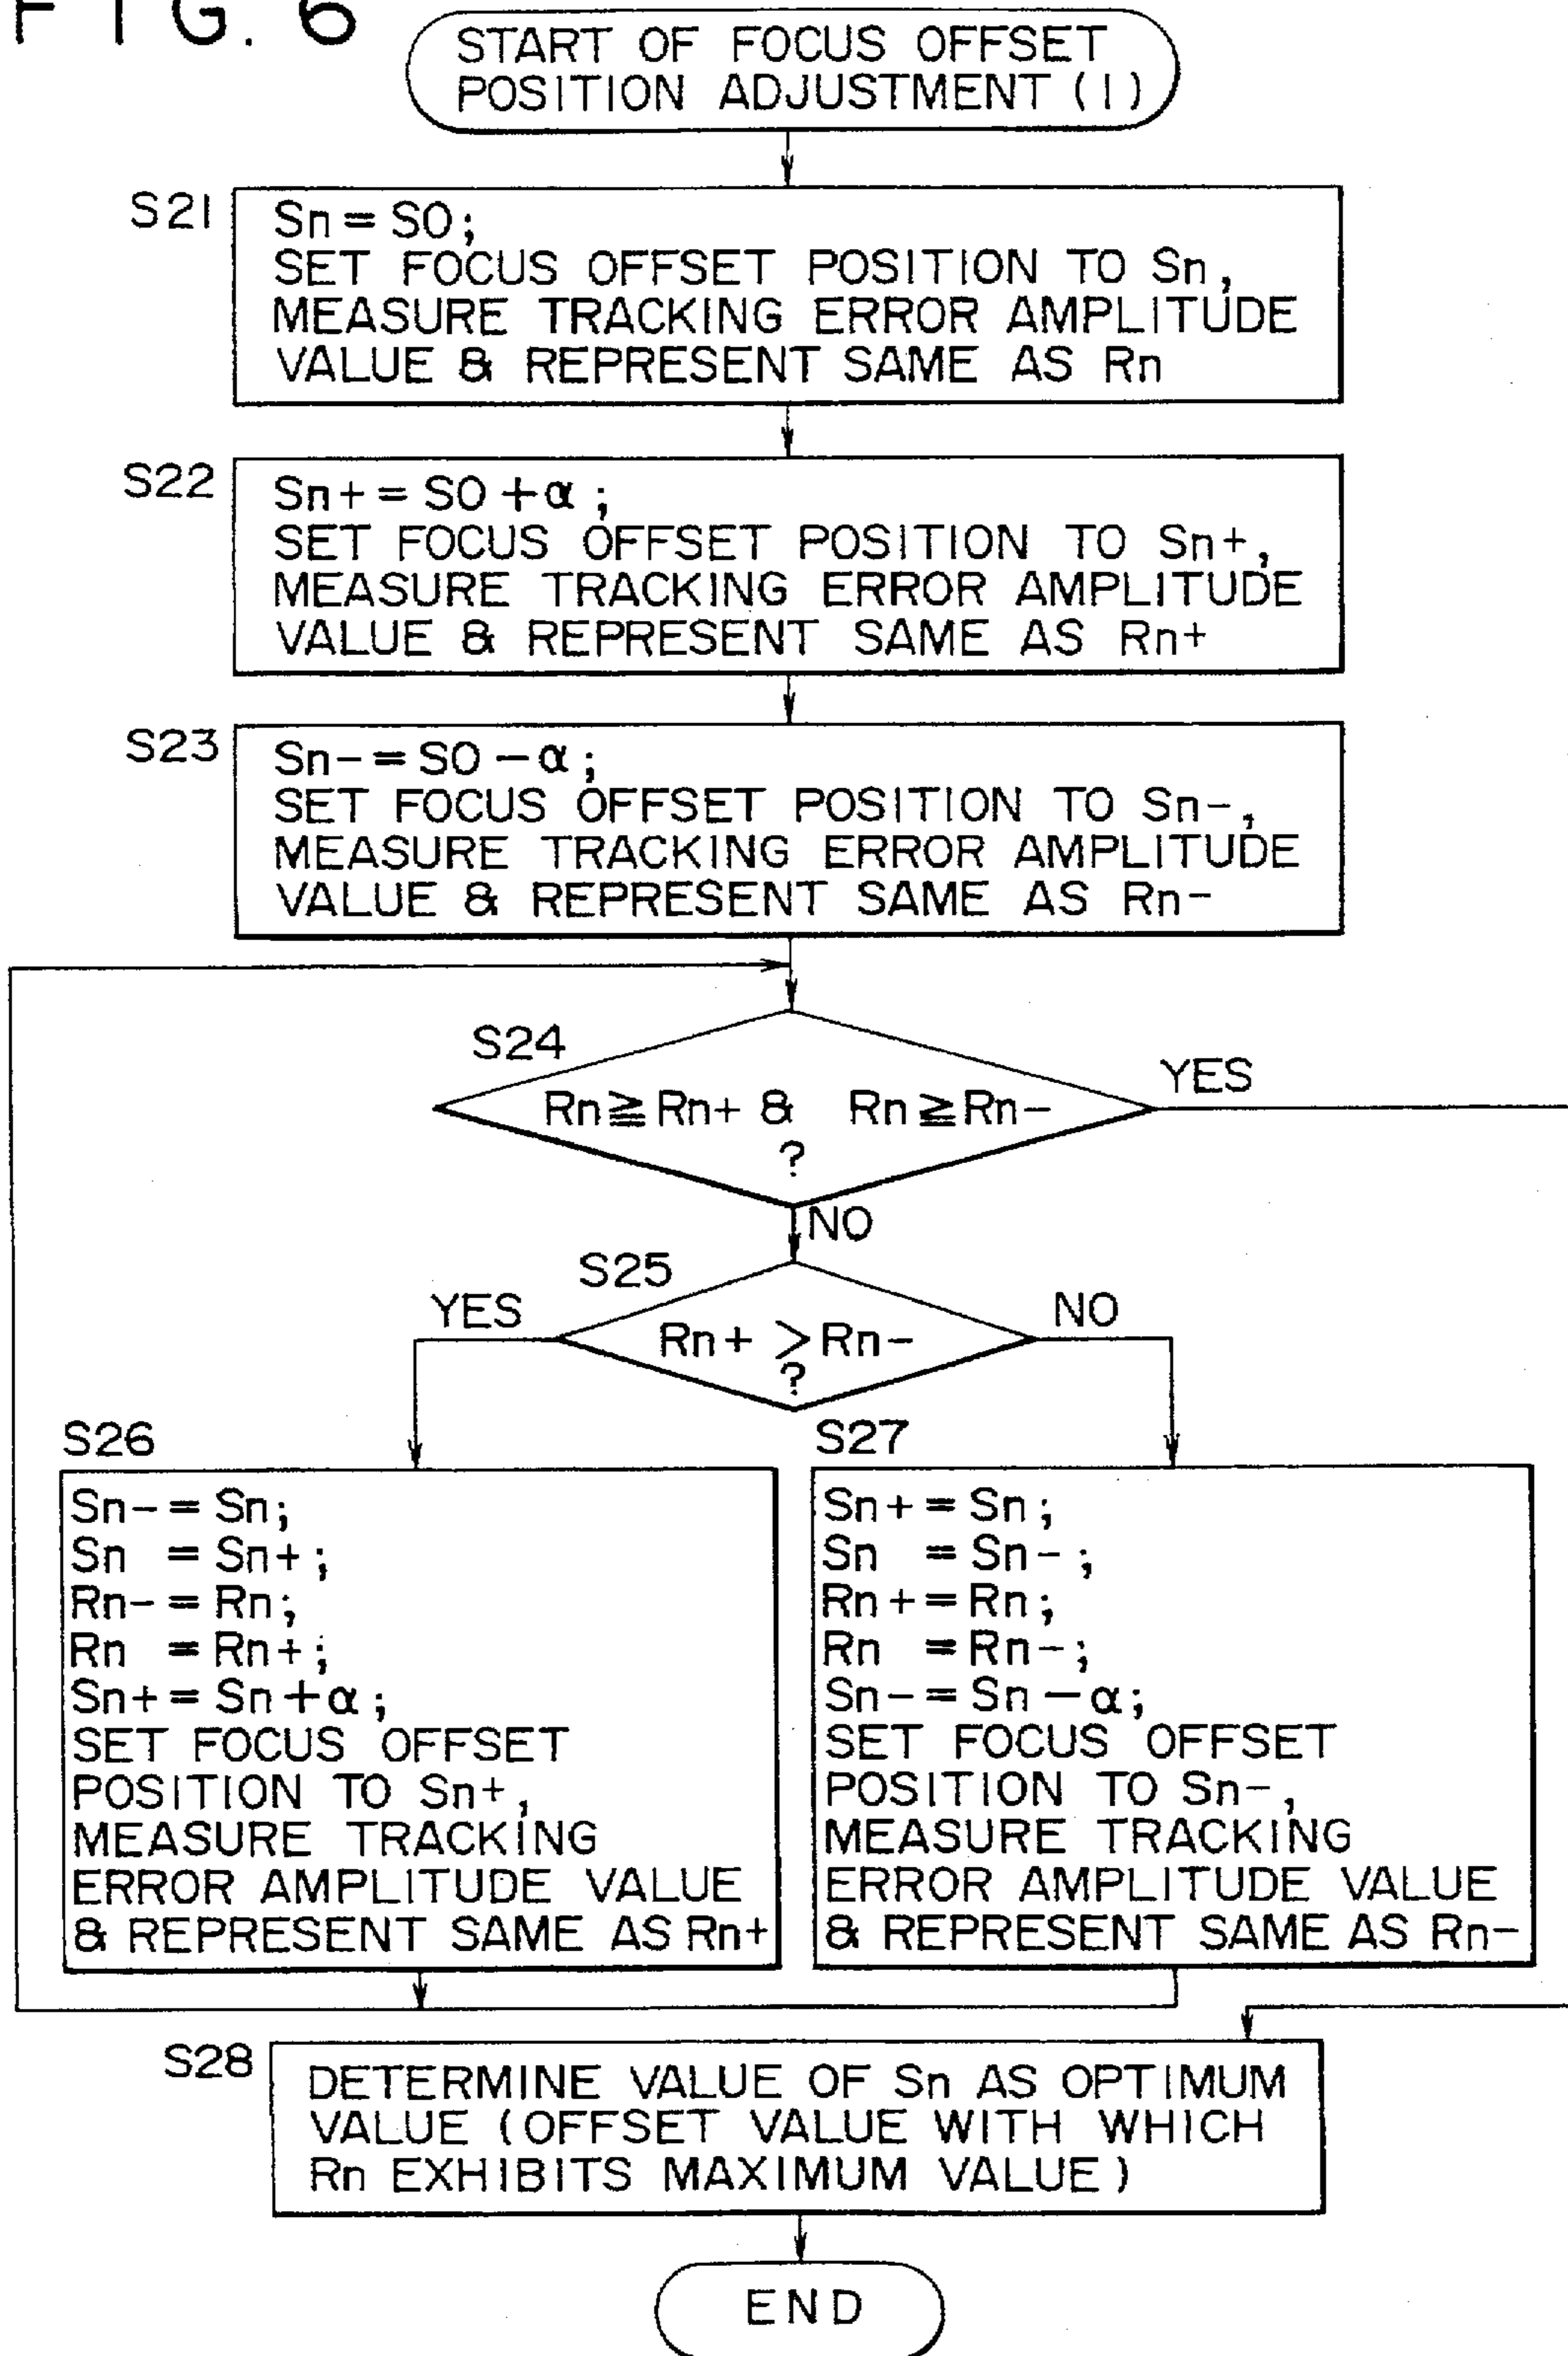 FIG. 6
START OF FOCUS OFFSET
POSITION ADJUSTMENT (1)
S21
Sn = S0;
SET FOCUS OFFSET POSITION TO Sn,
MEASURE TRACKING ERROR AMPLITUDE
VALUE & REPRESENT SAME AS Rn
S22
Sn+ = S0 + α ;
SET FOCUS OFFSET POSITION TO Sn+,
MEASURE TRACKING ERROR AMPLITUDE
VALUE & REPRESENT SAME AS Rn+
S23
Sn- = S0 - α ;
SET FOCUS OFFSET POSITION TO Sn-,
MEASURE TRACKING ERROR AMPLITUDE
VALUE & REPRESENT SAME AS Rn-
S24
YES
Rn ≧ Rn+ & Rn ≧ Rn-
?
NO
S25
YES
NO
Rn+ > Rn-
?
S26
Sn- = Sn;
Sn = Sn+;
Rn- = Rn;
Rn = Rn+;
Sn+ = Sn + α;
SET FOCUS OFFSET
POSITION TO Sn+,
MEASURE TRACKING
ERROR AMPLITUDE VALUE
& REPRESENT SAME AS Rn+
S27
Sn+ = Sn;
Sn = Sn-;
Rn+ = Rn;
Rn = Rn-;
Sn- = Sn - α;
SET FOCUS OFFSET
POSITION TO Sn-,
MEASURE TRACKING
ERROR AMPLITUDE VALUE
& REPRESENT SAME AS Rn-
S28
DETERMINE VALUE OF Sn AS OPTIMUM
VALUE (OFFSET VALUE WITH WHICH
Rn EXHIBITS MAXIMUM VALUE)
END